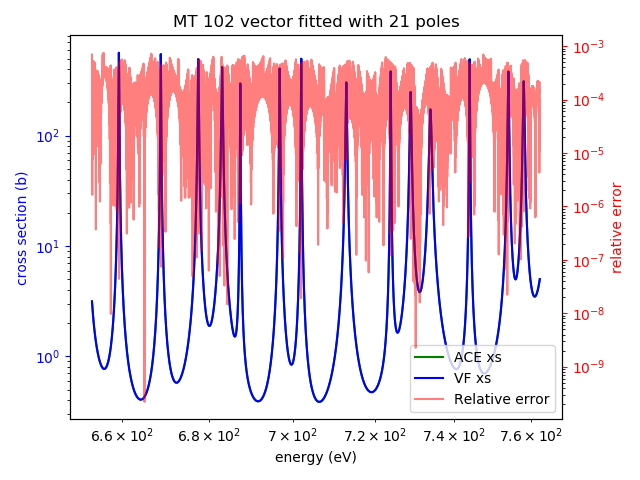 MT 102 vector fitted with 21 poles
cross section (b)
10²
10¹
10⁰
10⁻³
10⁻⁴
10⁻⁵
10⁻⁶
10⁻⁷
10⁻⁸
10⁻⁹
relative error
ACE xs
VF xs
Relative error
6.6 × 10² 6.8 × 10² 7 × 10² 7.2 × 10² 7.4 × 10² 7.6 × 10²
energy (eV)